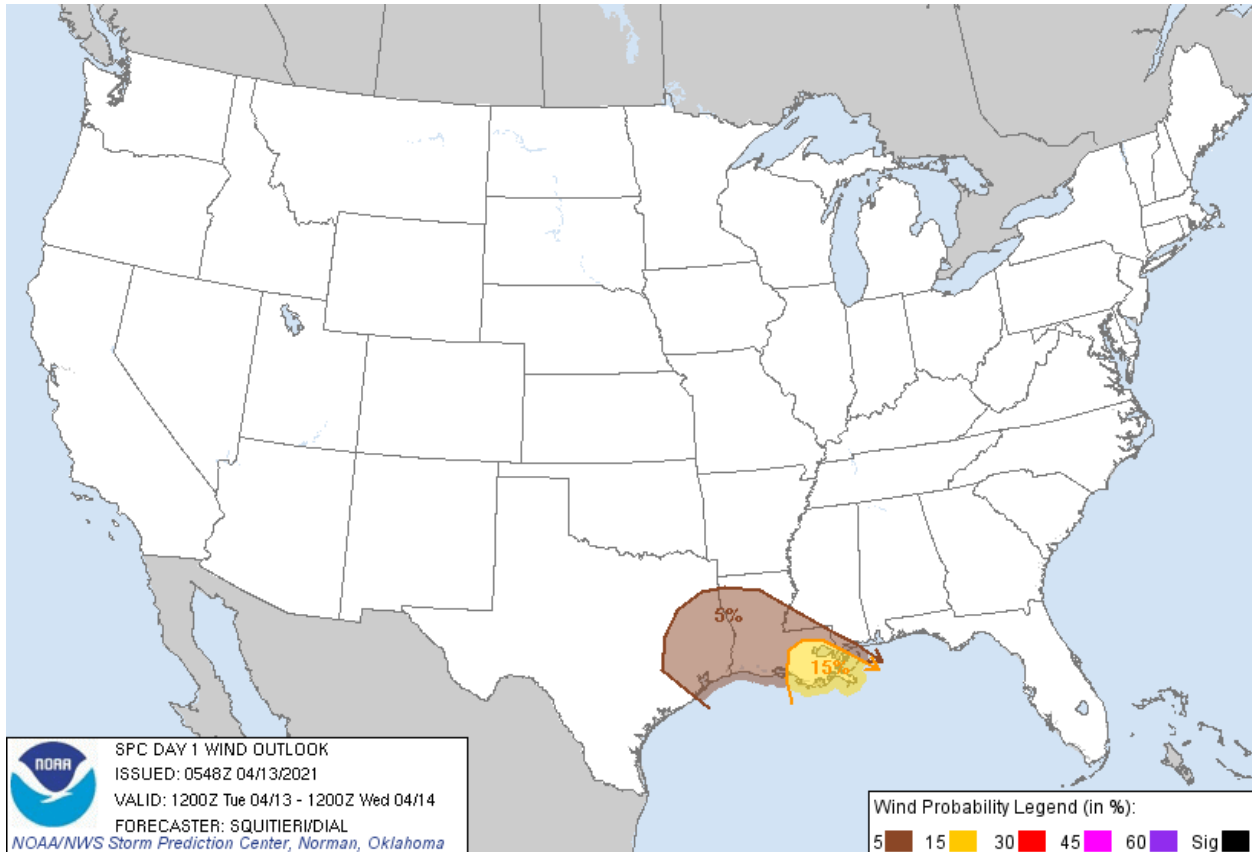 5%
15%
NOAA
SPC DAY 1 WIND OUTLOOK
ISSUED: 0548Z 04/13/2021
VALID: 1200Z Tue 04/13 - 1200Z Wed 04/14
FORECASTER: SQUITIERI/DIAL
NOAA/NWS Storm Prediction Center, Norman, Oklahoma
Wind Probability Legend (in %):
5 15 30 45 60 Sig